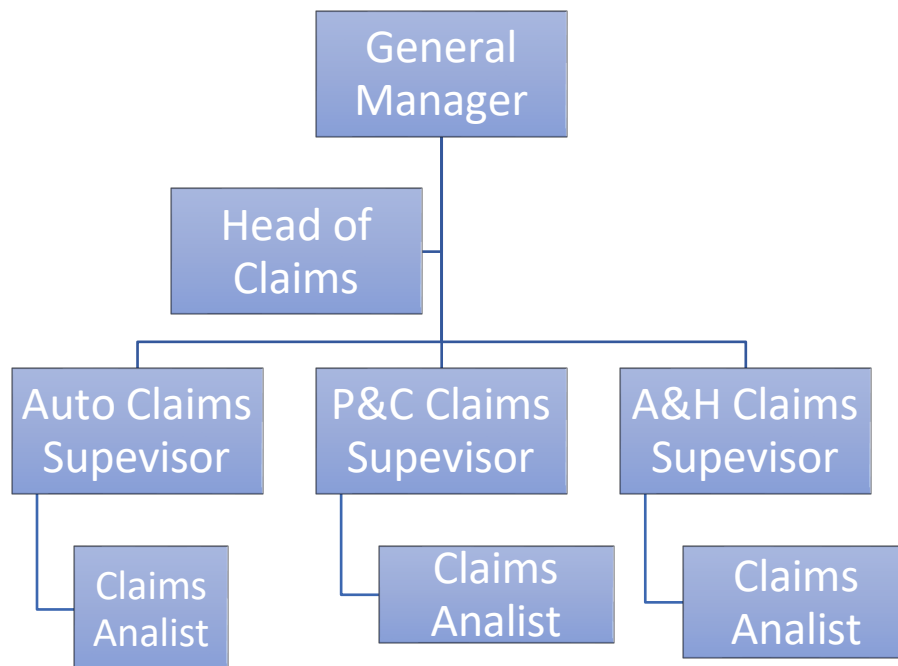 General
Manager
Head of
Claims
Auto Claims
Supevisor
P&C Claims
Supevisor
A&H Claims
Supevisor
Claims
Analist
Claims
Analist
Claims
Analist